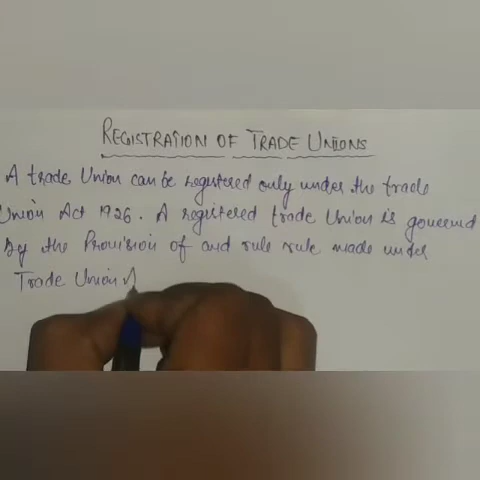 REGISTRATION OF TRADE UNIONS
A trade Union can be registered only under the trade
Union Act 1926. A registered trade Union is governed
By the Provision of and rule rule made under
Trade Union A